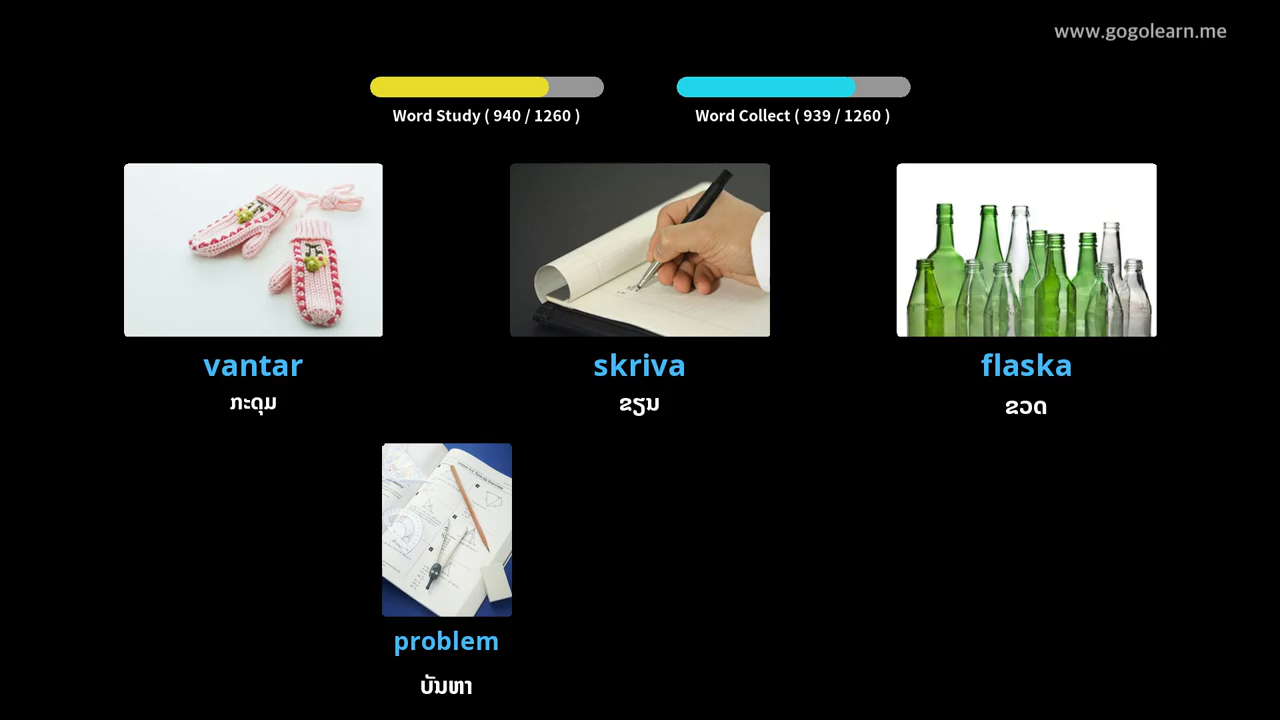 www.gogolearn.me
Word Study ( 940 / 1260 )
Word Collect ( 939 / 1260 )
vantar
ກະດຸມ
skriva
ຂຽນ
flaska
ຂວດ
problem
ບັນຫາ